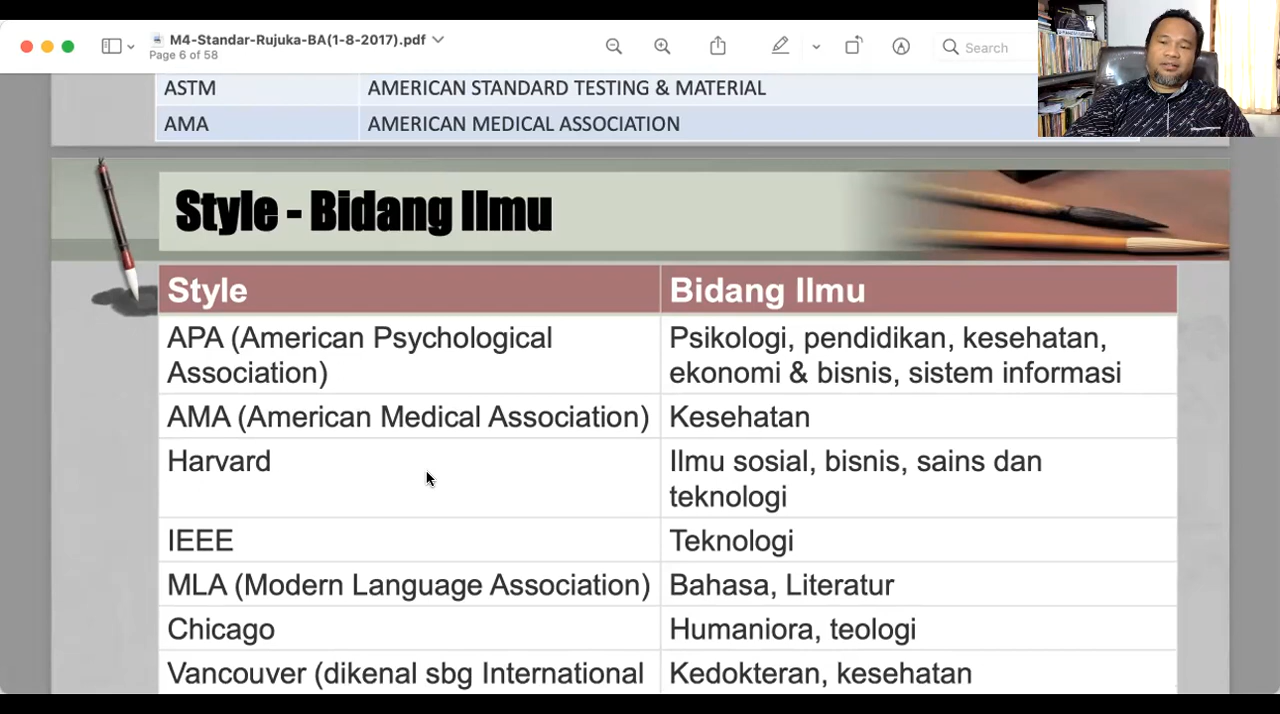 M4-Standar-Rujuka-BA(1-8-2017).pdf
Page 6 of 58
Search
ASTM AMERICAN STANDARD TESTING & MATERIAL
AMA AMERICAN MEDICAL ASSOCIATION
Style - Bidang Ilmu
Style Bidang Ilmu
APA (American Psychological Psikologi, pendidikan, kesehatan,
Association) ekonomi & bisnis, sistem informasi
AMA (American Medical Association) Kesehatan
Harvard Ilmu sosial, bisnis, sains dan
teknologi
IEEE Teknologi
MLA (Modern Language Association) Bahasa, Literatur
Chicago Humaniora, teologi
Vancouver (dikenal sbg International Kedokteran, kesehatan